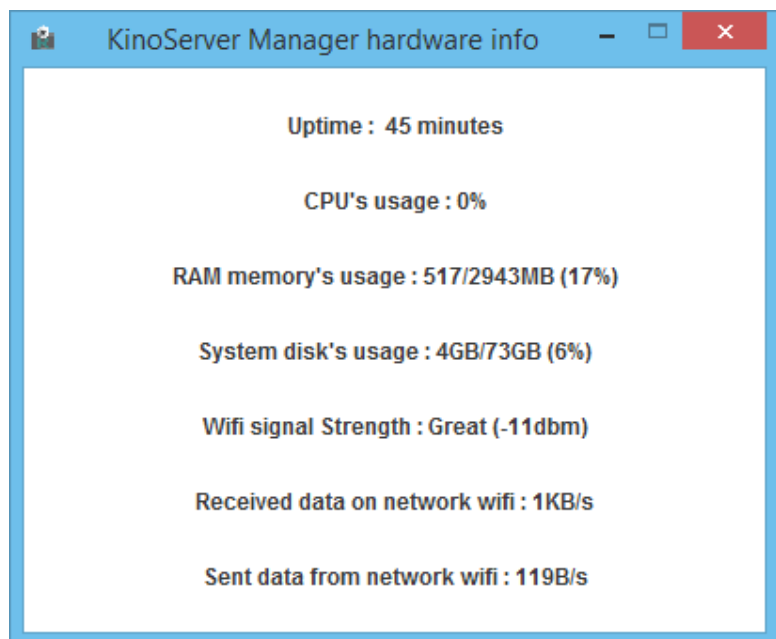 KinoServer Manager hardware info
Uptime : 45 minutes
CPU's usage : 0%
RAM memory's usage : 517/2943MB (17%)
System disk's usage : 4GB/73GB (6%)
Wifi signal Strength : Great (-11dbm)
Received data on network wifi : 1KB/s
Sent data from network wifi : 119B/s